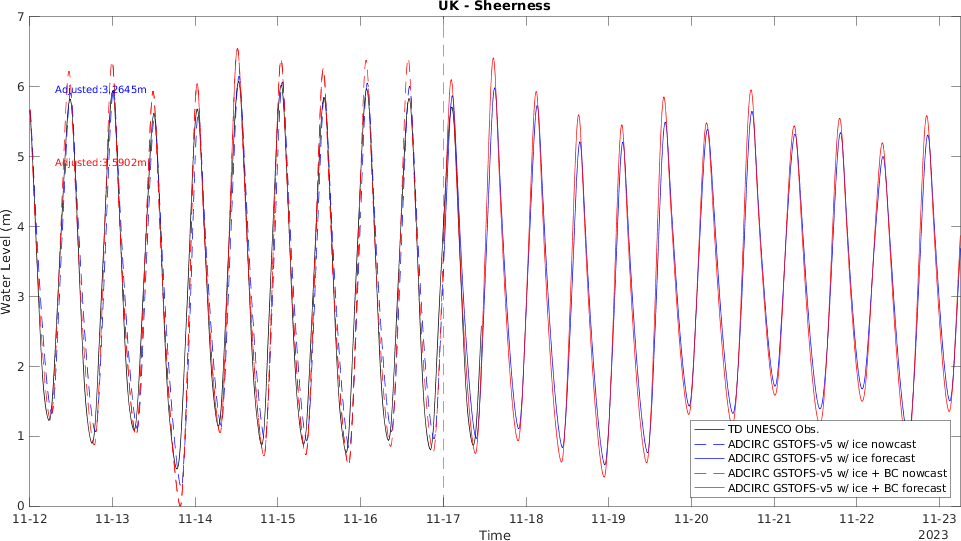 UK - Sheerness
7
6
5
4
3
2
1
0
Water Level (m)
Adjusted:3.2645m
Adjusted:3.5902m
TD UNESCO Obs.
ADCIRC GSTOFS-v5 w/ ice nowcast
ADCIRC GSTOFS-v5 w/ ice forecast
ADCIRC GSTOFS-v5 w/ ice + BC nowcast
ADCIRC GSTOFS-v5 w/ ice + BC forecast
11-12 11-13 11-14 11-15 11-16 11-17 11-18 11-19 11-20 11-21 11-22 11-23
Time
2023